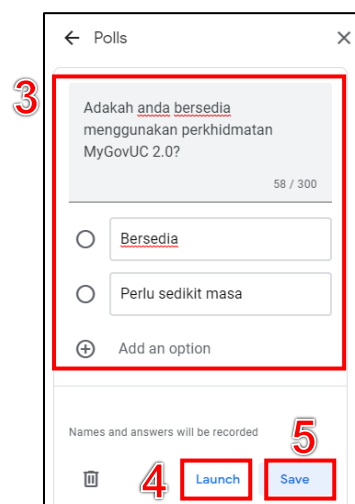 Polls
3
Adakah anda bersedia
menggunakan perkhidmatan
MyGovUC 2.0?
58 / 300
Bersedia
Perlu sedikit masa
Add an option
Names and answers will be recorded
5
4
Launch
Save